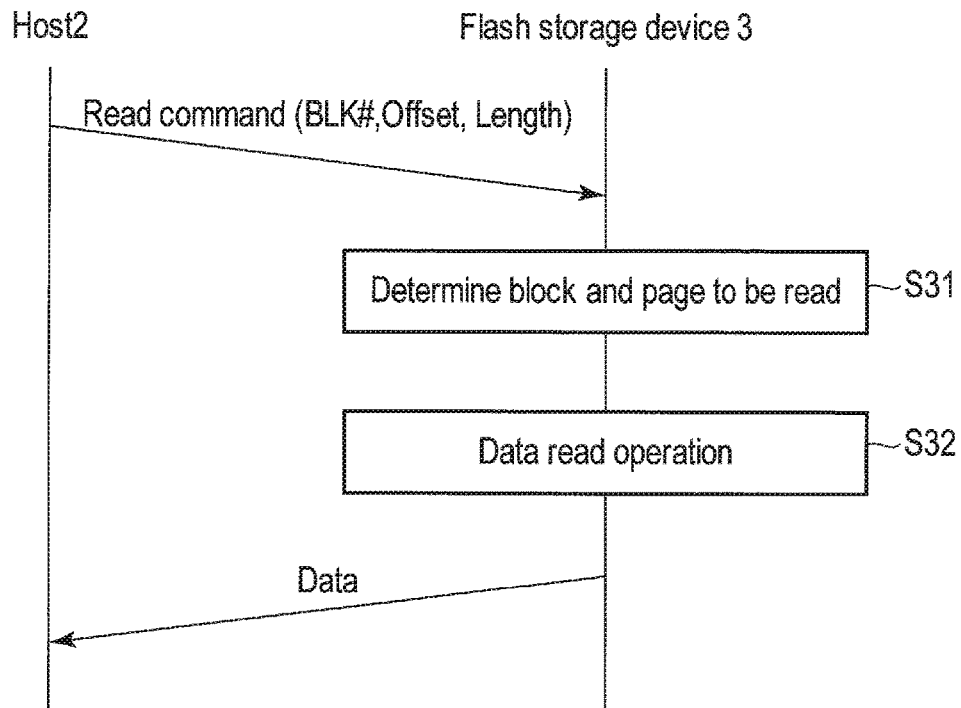 Host2
Flash storage device 3
Read command (BLK#,Offset, Length)
Determine block and page to be read
S31
Data read operation
S32
Data